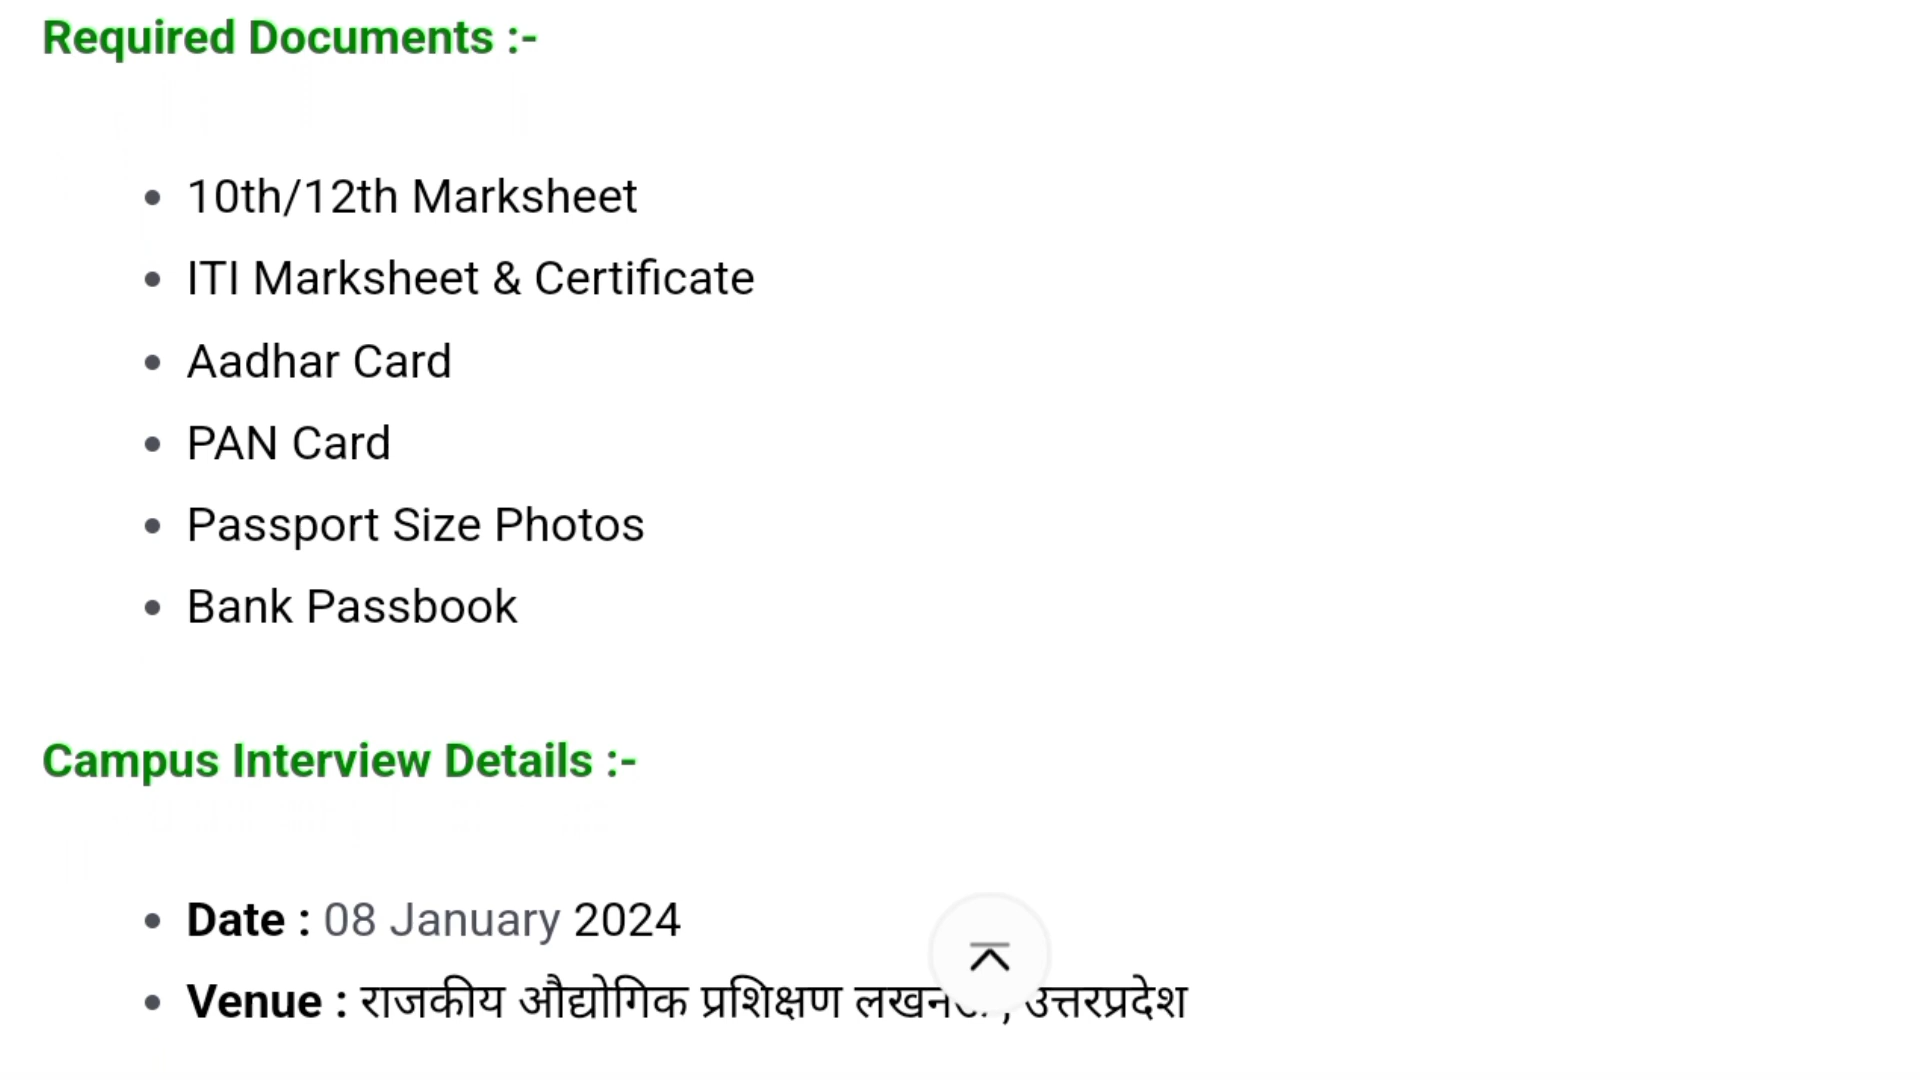 Required Documents :-
10th/12th Marksheet
ITI Marksheet & Certificate
Aadhar Card
PAN Card
Passport Size Photos
Bank Passbook
Campus Interview Details :-
Date : 08 January 2024
Venue : राजकीय औद्योगिक प्रशिक्षण , उत्तरप्रदेश